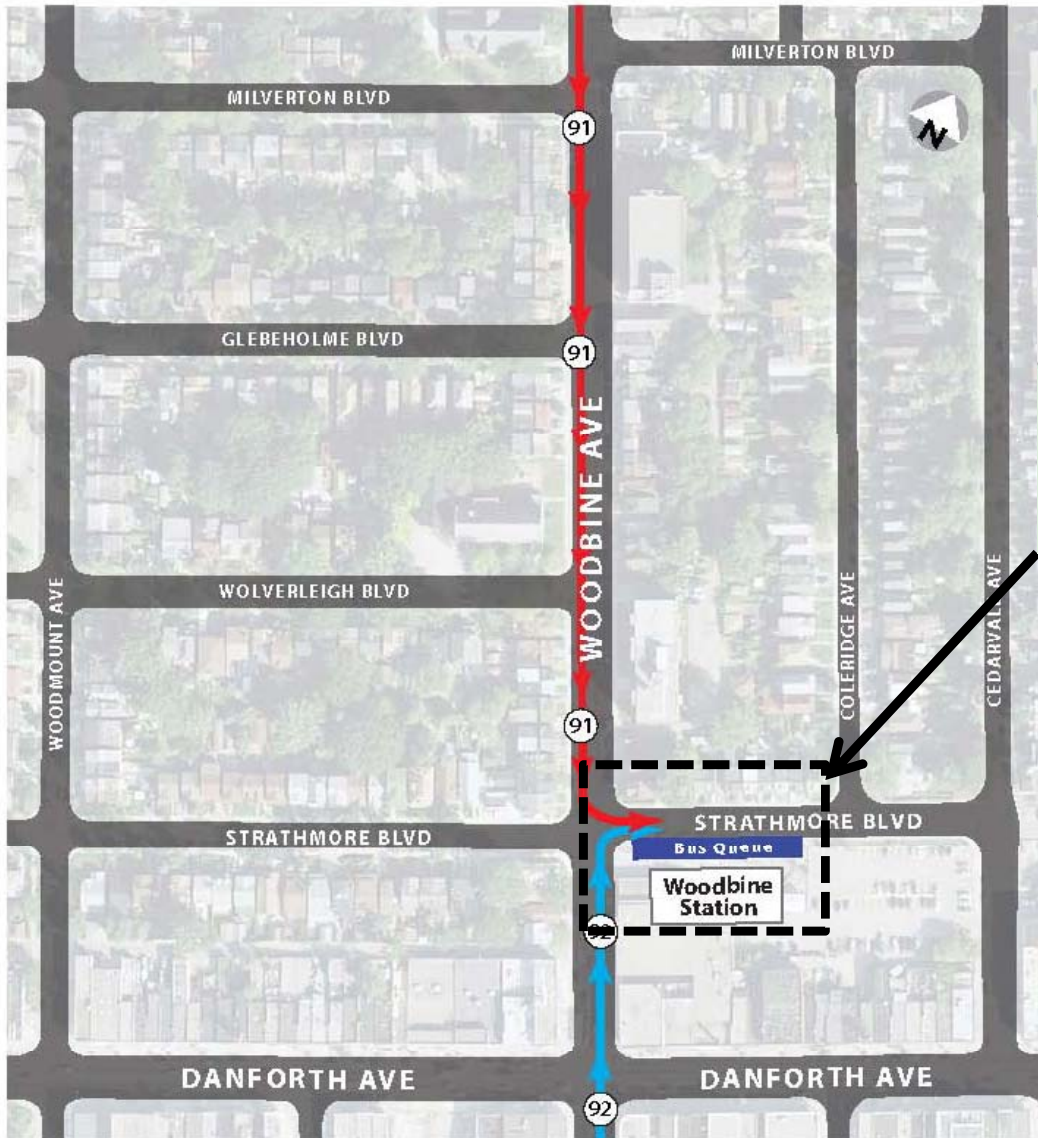 MILVERTON BLVD
MILVERTON BLVD
91
N
GLEBEHOLME BLVD
91
WOODBINE AVE
WOLVERLEIGH BLVD
WOODMOUNT AVE
COLERIDGE AVE
CEDARVALE AVE
91
STRATHMORE BLVD
STRATHMORE BLVD
Bus Queue
Woodbine
Station
92
DANFORTH AVE
DANFORTH AVE
92